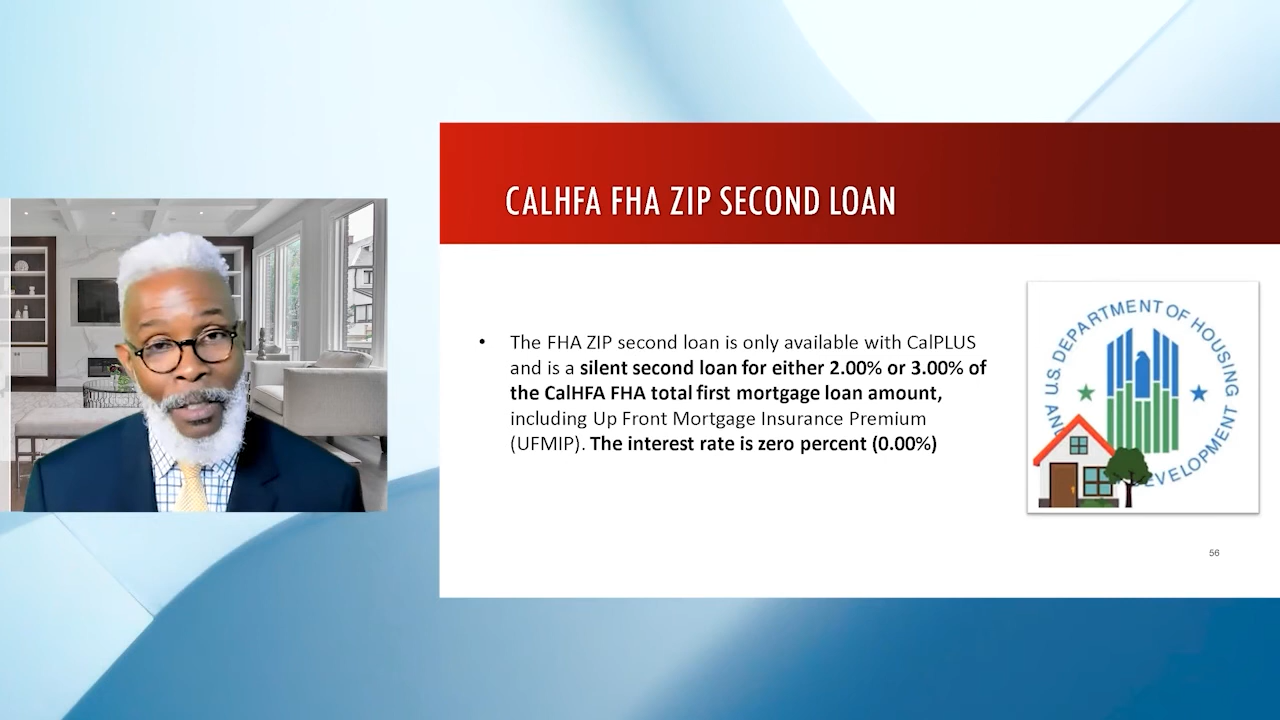 CALHFA FHA ZIP SECOND LOAN
• The FHA ZIP second loan is only available with CalPLUS
and is a silent second loan for either 2.00% or 3.00% of
the CalHFA FHA total first mortgage loan amount,
including Up Front Mortgage Insurance Premium
(UFMIP). The interest rate is zero percent (0.00%)
U.S. DEPARTMENT OF HOUSING
AN
EVELOPMENT
56